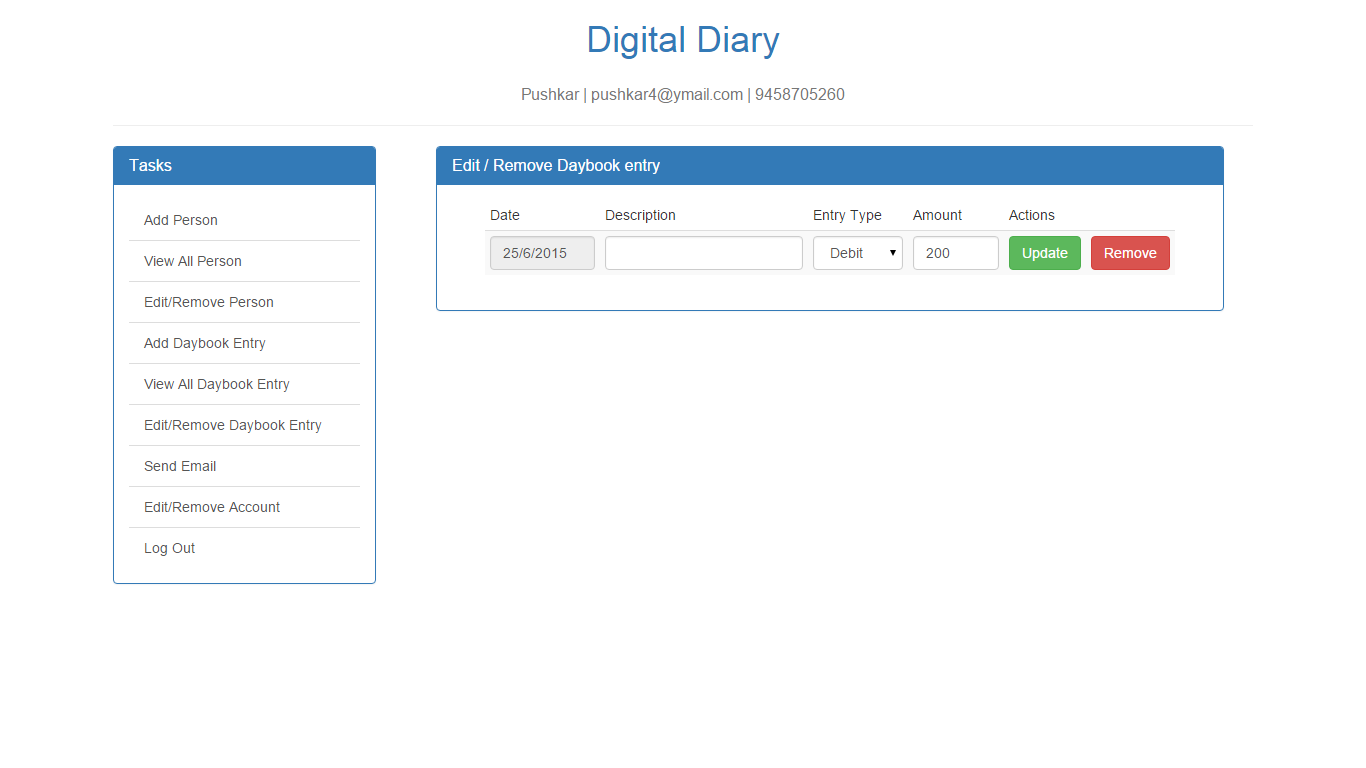 Digital Diary
Pushkar | pushkar4@ymail.com | 9458705260
Tasks
Add Person
View All Person
Edit/Remove Person
Add Daybook Entry
View All Daybook Entry
Edit/Remove Daybook Entry
Send Email
Edit/Remove Account
Log Out
Edit / Remove Daybook entry
Date Description Entry Type Amount Actions
25/6/2015 Debit 200 Update Remove